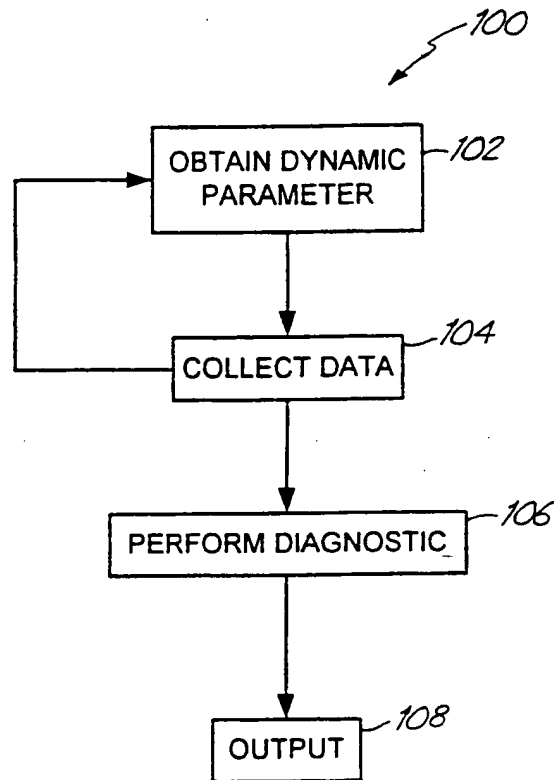 100
OBTAIN DYNAMIC
PARAMETER
102
COLLECT DATA
104
PERFORM DIAGNOSTIC
106
OUTPUT
108